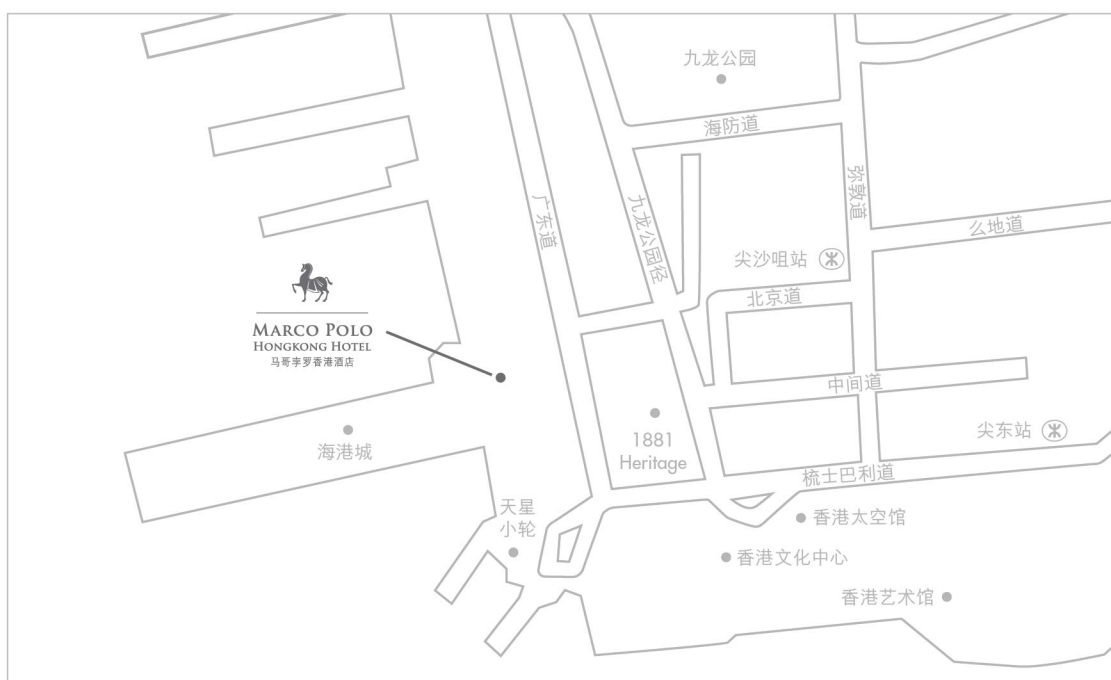 九龙公园
海防道
弥敦道
广东道
九龙公园径
么地道
尖沙咀站
北京道
MARCO POLO
HONGKONG HOTEL
马哥孛罗香港酒店
中间道
1881
Heritage
海港城
尖东站
梳士巴利道
天星
小轮
香港太空馆
香港文化中心
香港艺术馆